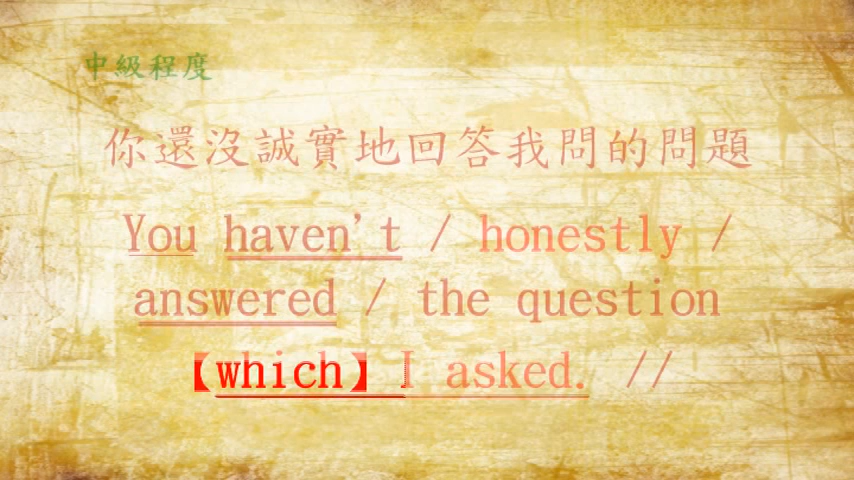 中級程度
你還沒誠實地回答我問的問題
You haven't / honestly /
answered / the question
【which】I asked. //